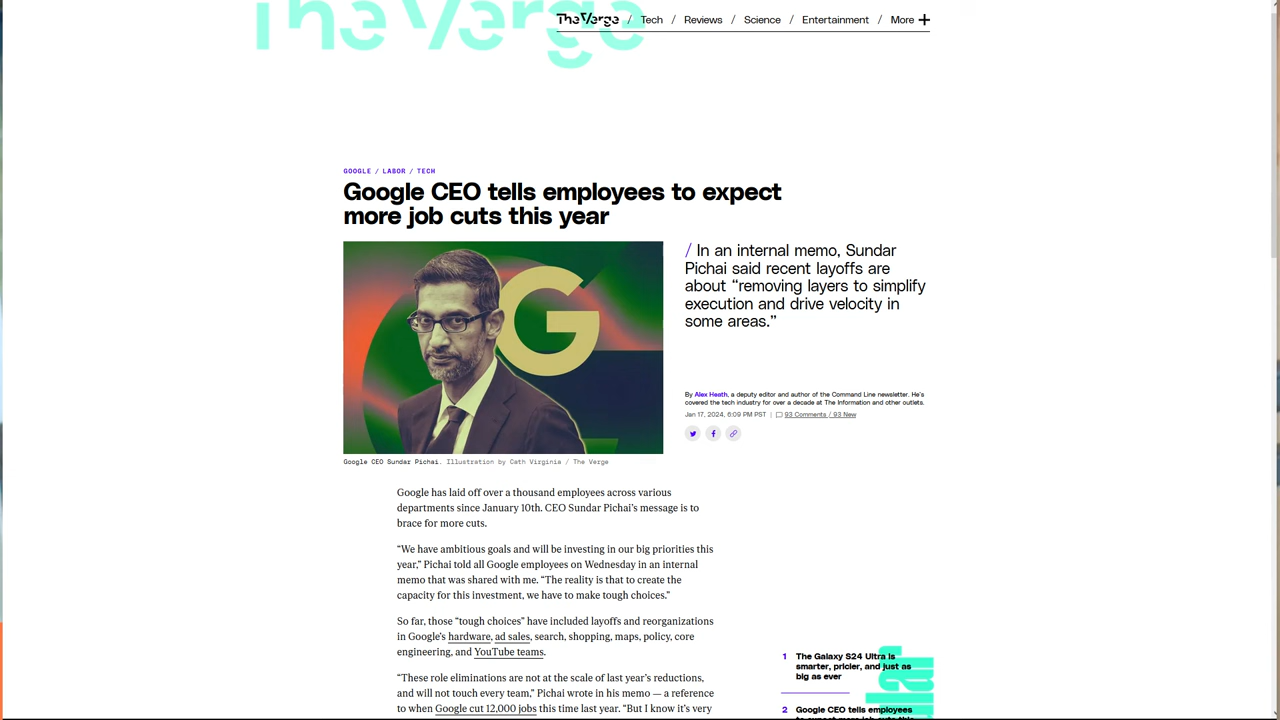 The Verge
The Verge / Tech / Reviews / Science / Entertainment / More +
GOOGLE / LABOR / TECH
Google CEO tells employees to expect
more job cuts this year
/ In an internal memo, Sundar
Pichai said recent layoffs are
about “removing layers to simplify
execution and drive velocity in
some areas.”
By Alex Heath, a deputy editor and author of the Command Line newsletter. He’s
covered the tech industry for over a decade at The Information and other outlets.
Jan 17, 2024, 6:09 PM PST | 93 Comments / 93 New
G
Google CEO Sundar Pichai. Illustration by Cath Virginia / The Verge
Google has laid off over a thousand employees across various
departments since January 10th. CEO Sundar Pichai’s message is to
brace for more cuts.
“We have ambitious goals and will be investing in our big priorities this
year,” Pichai told all Google employees on Wednesday in an internal
memo that was shared with me. “The reality is that to create the
capacity for this investment, we have to make tough choices.”
So far, those “tough choices” have included layoffs and reorganizations
in Google’s hardware, ad sales, search, shopping, maps, policy, core
engineering, and YouTube teams.
“These role eliminations are not at the scale of last year’s reductions,
and will not touch every team,” Pichai wrote in his memo — a reference
to when Google cut 12,000 jobs this time last year. “But I know it’s very
1 The Galaxy S24 Ultra is
smarter, pricier, and just as
big as ever
2 Google CEO tells employees
to expect more job cuts this